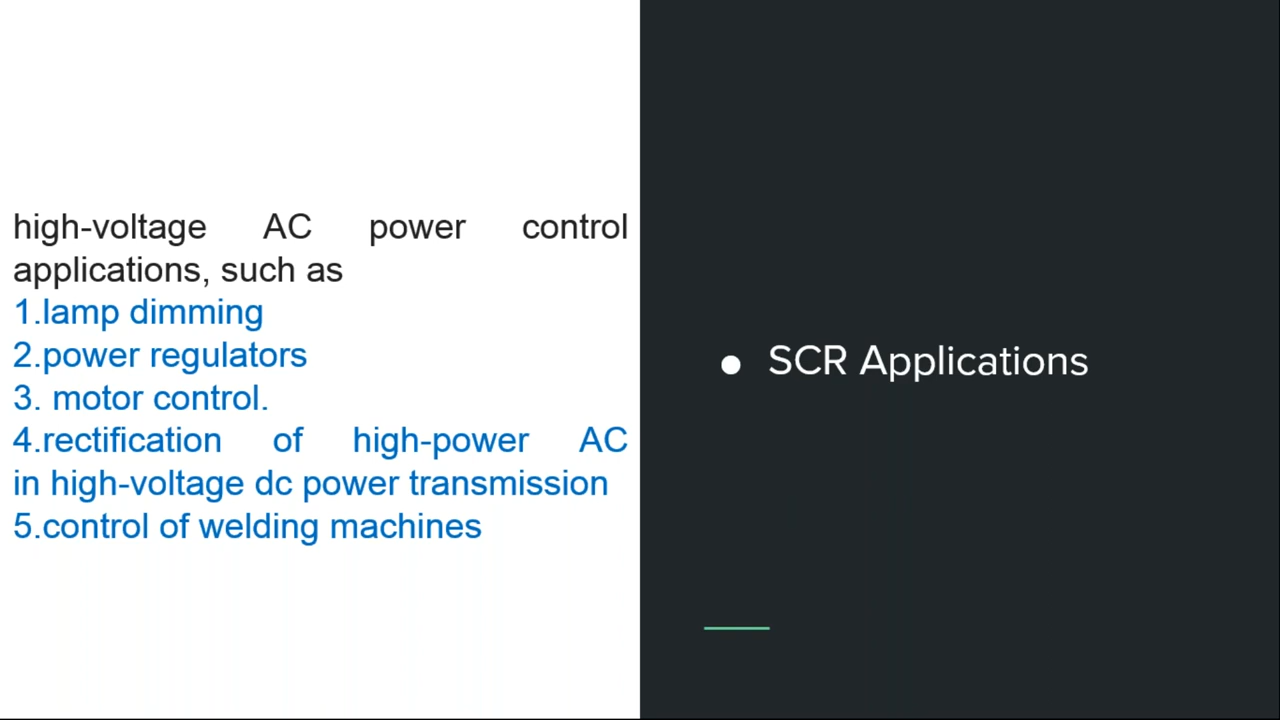 high-voltage AC power control
applications, such as
1.lamp dimming
2.power regulators
3. motor control.
4.rectification of high-power AC
in high-voltage dc power transmission
5.control of welding machines
● SCR Applications